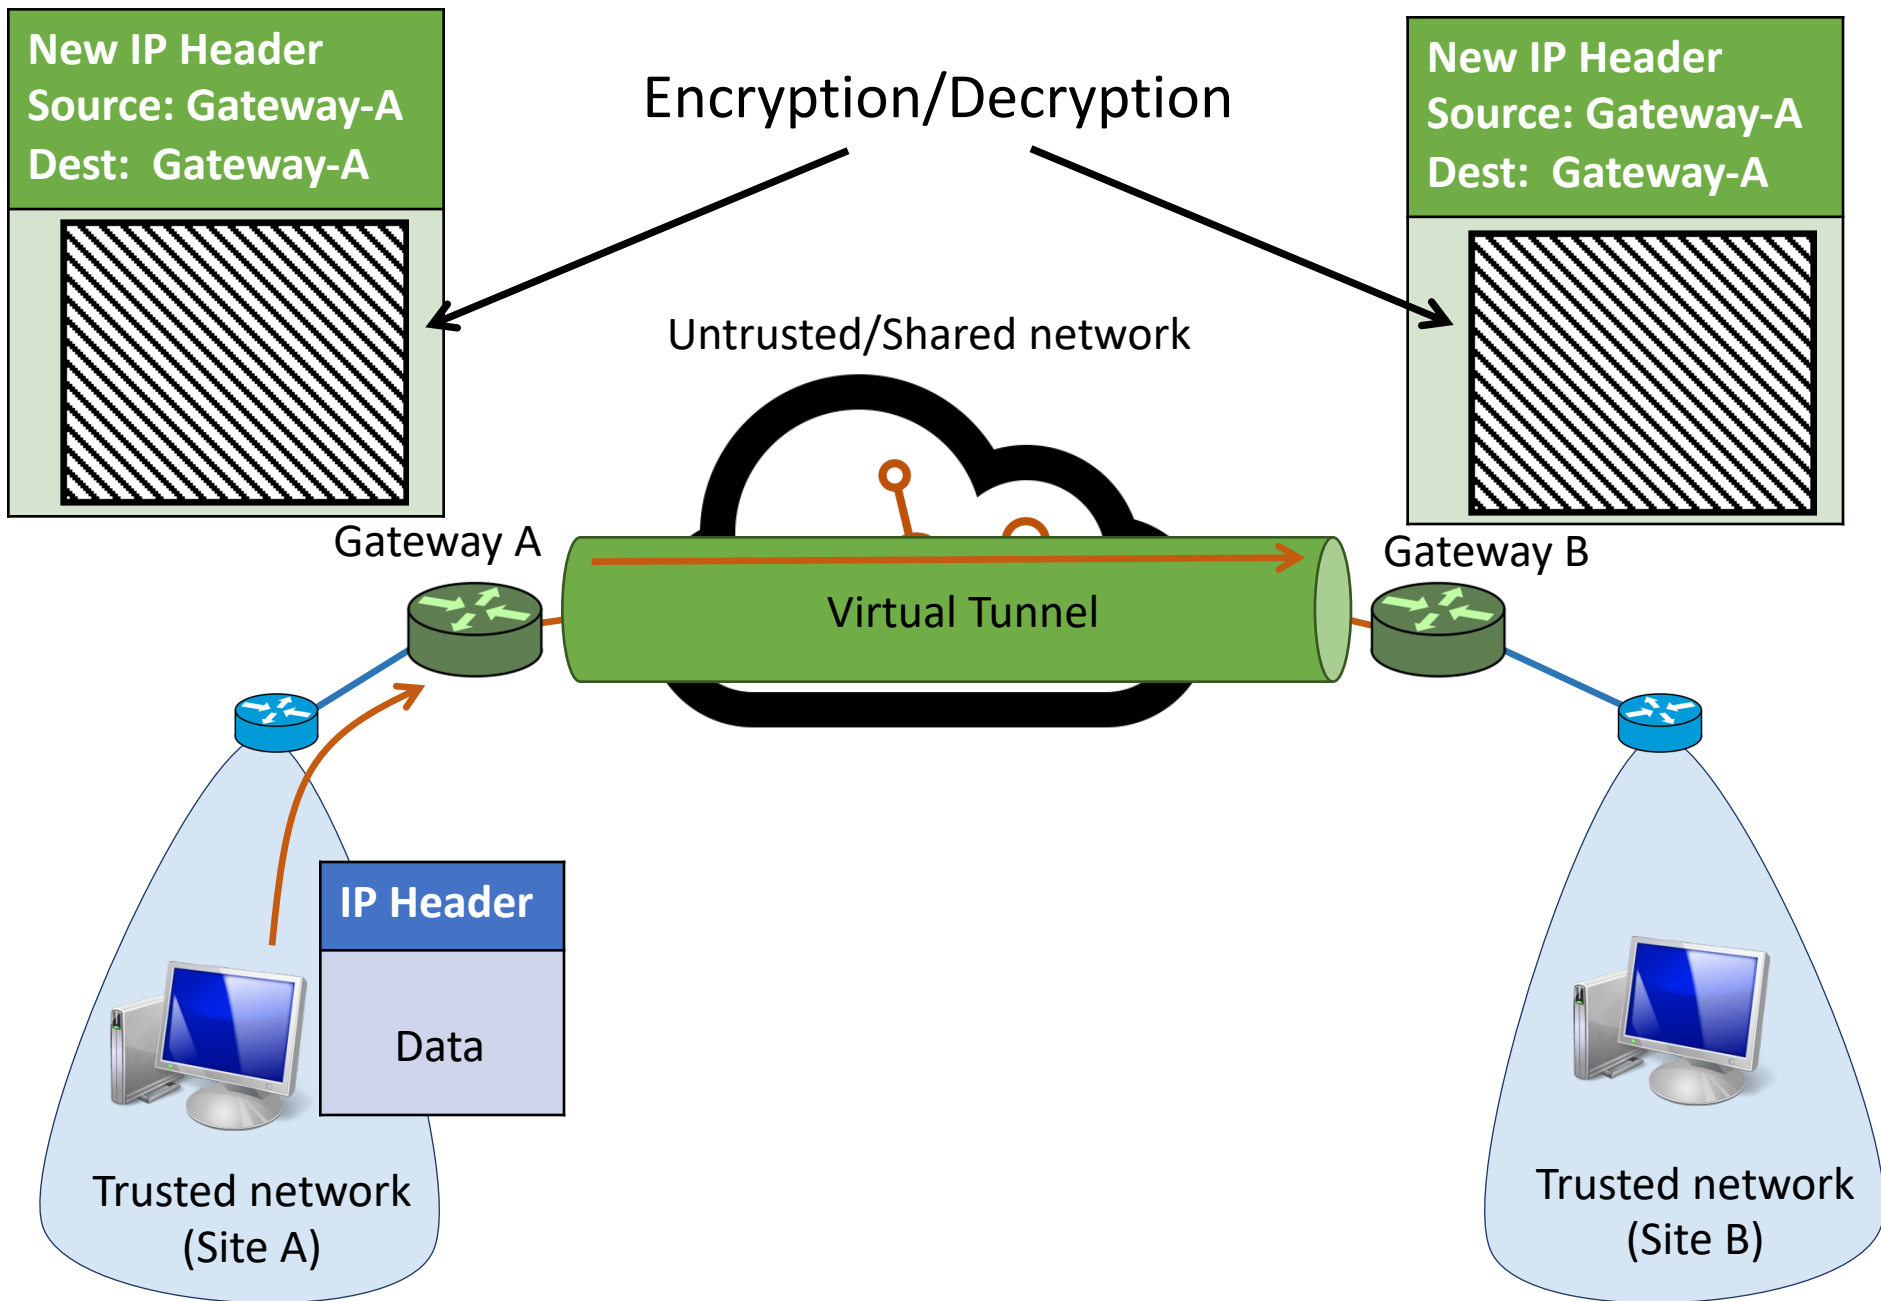 New IP Header
Source: Gateway-A
Dest:  Gateway-A
Encryption/Decryption
New IP Header
Source: Gateway-A
Dest:  Gateway-A
Untrusted/Shared network
Gateway A
Gateway B
Virtual Tunnel
IP Header
Data
Trusted network
(Site A)
Trusted network
(Site B)